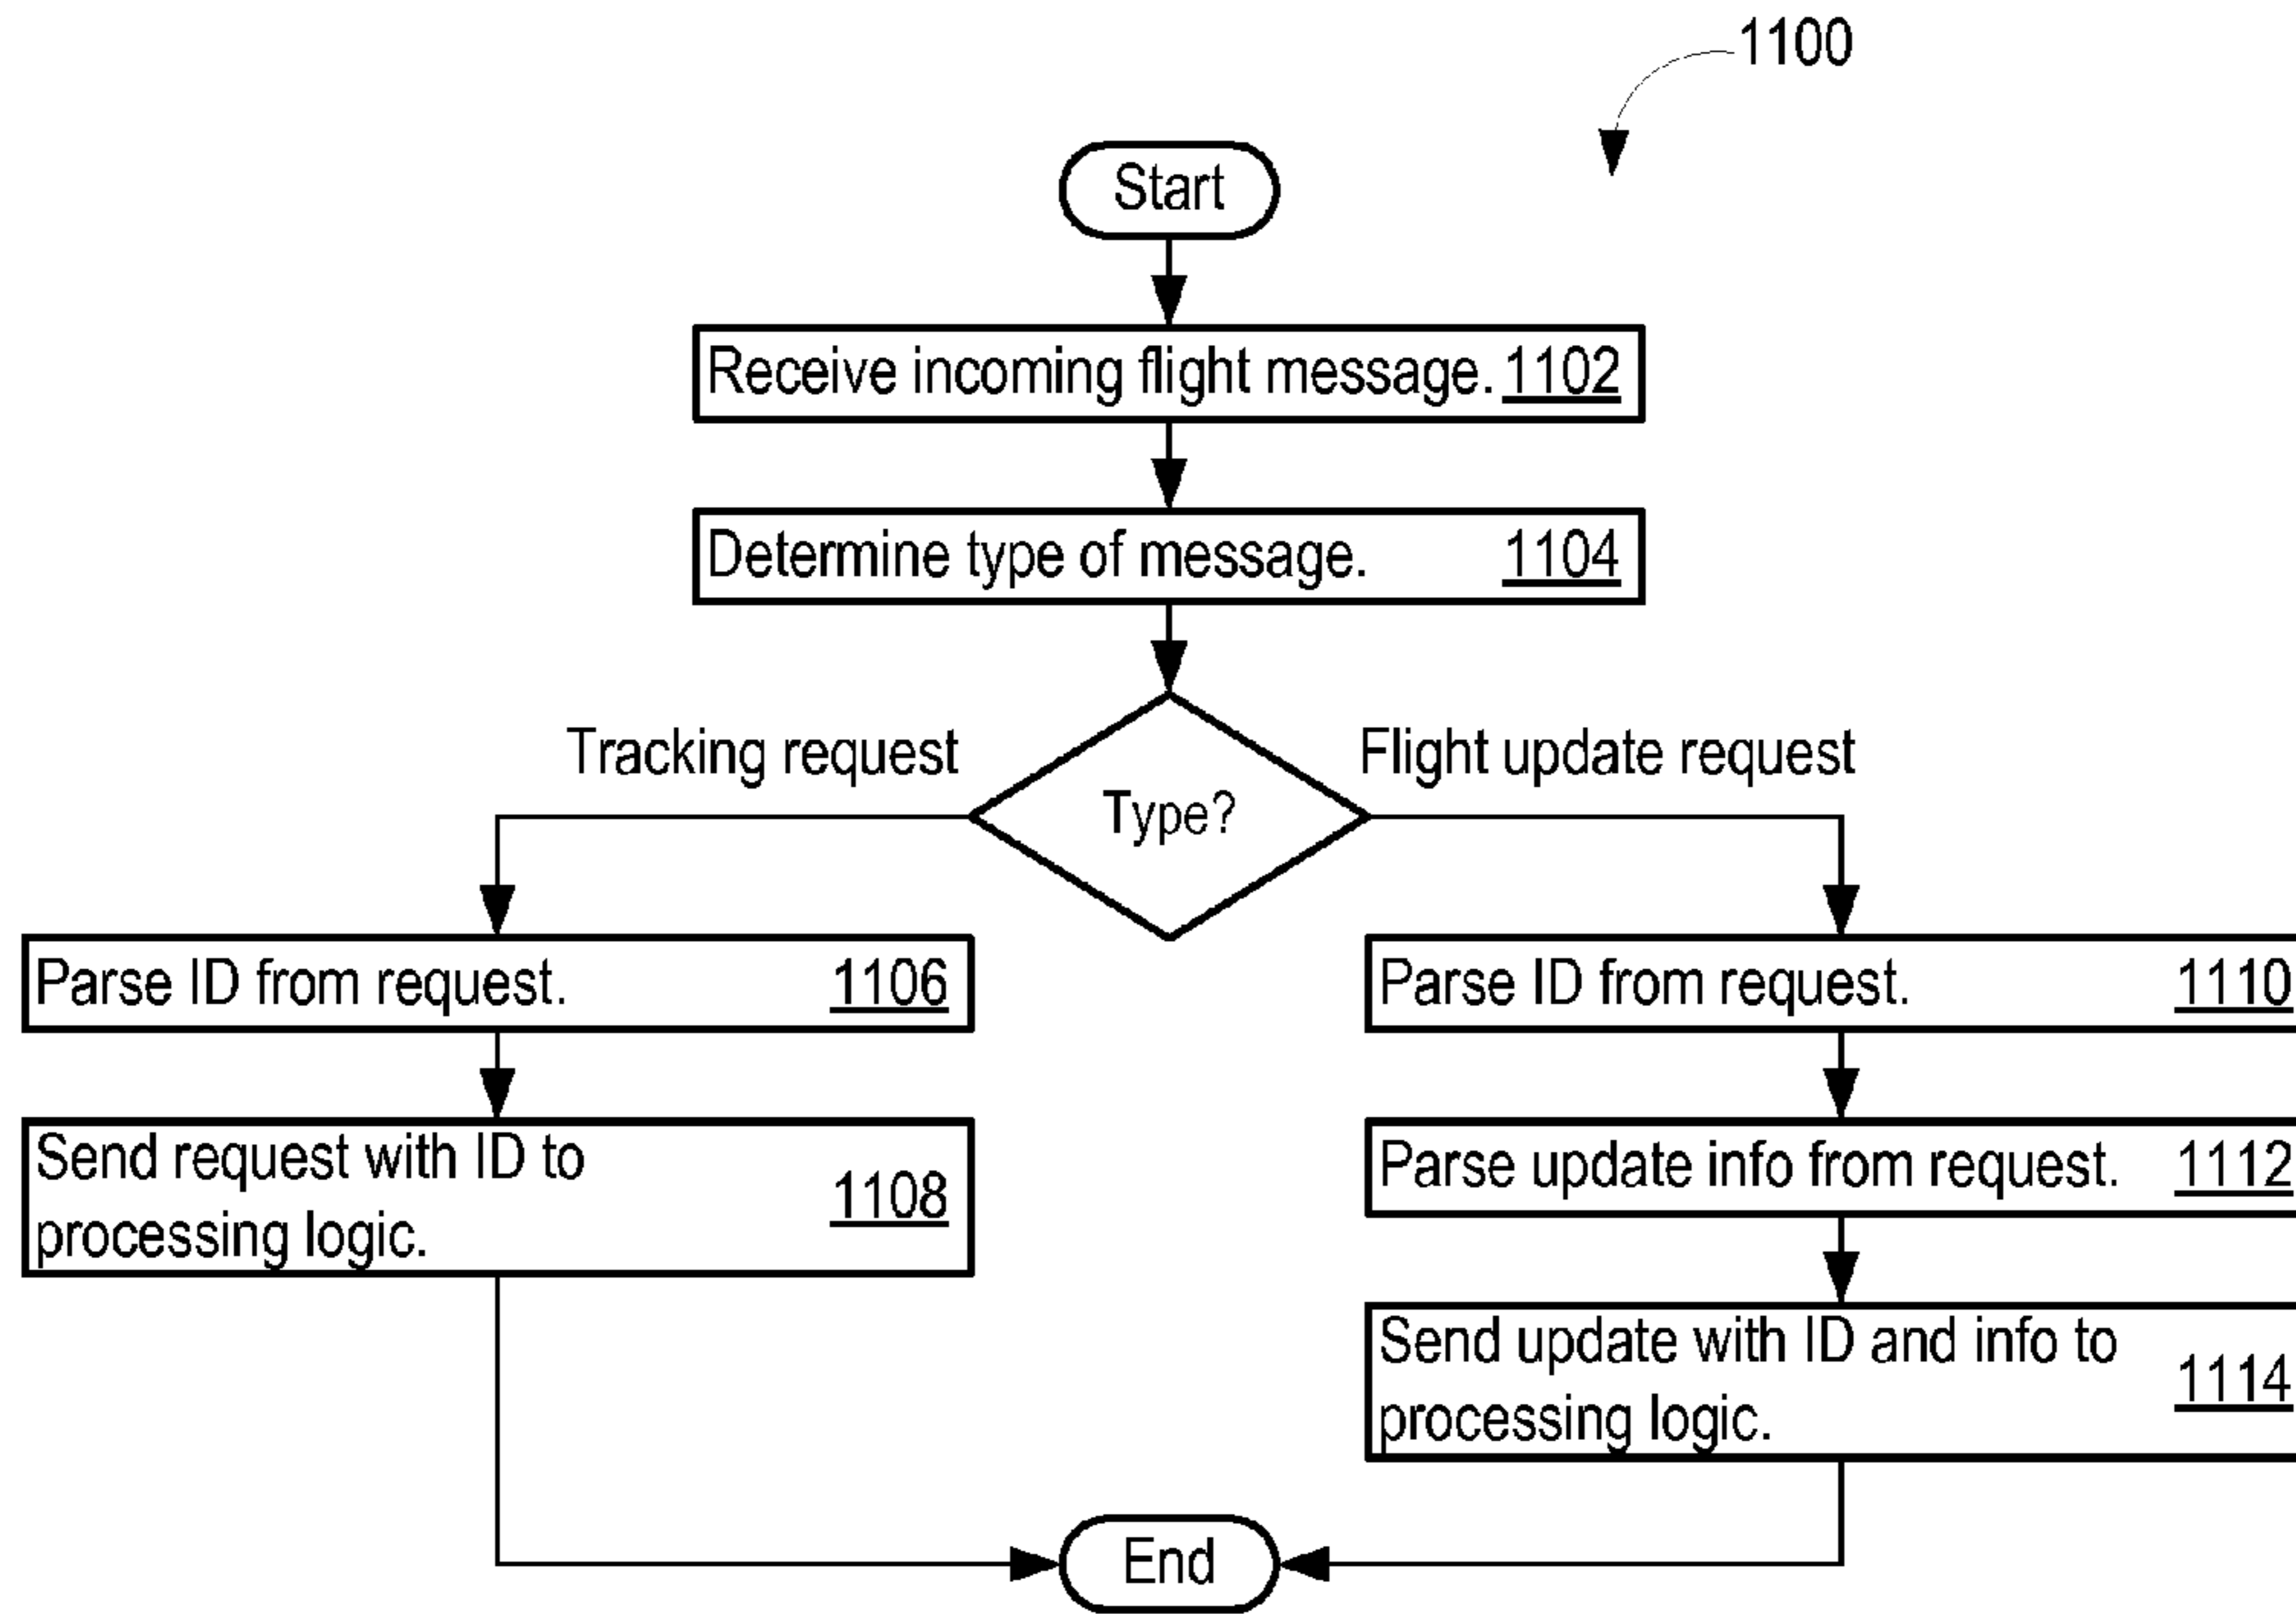 1100
Start
Receive incoming flight message. 1102
Determine type of message. 1104
Tracking request
Type?
Flight update request
Parse ID from request. 1106
Send request with ID to
processing logic.
1108
Parse ID from request. 1110
Parse update info from request. 1112
Send update with ID and info to
processing logic.
1114
End